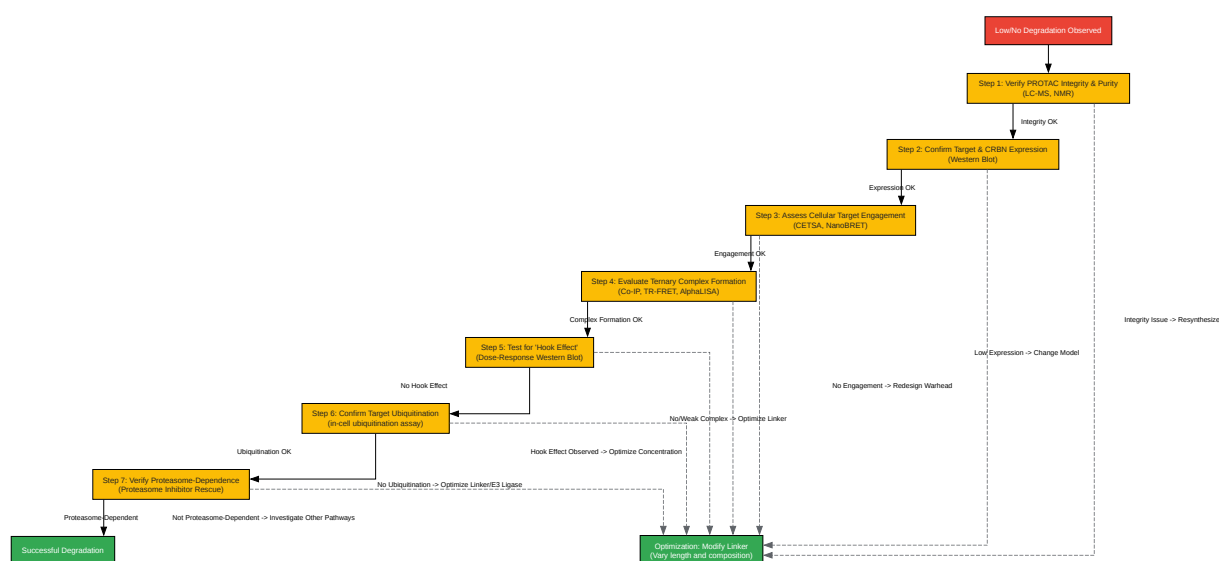 Low/No Degradation Observed
Step 1: Verify PROTAC Integrity & Purity
(LC-MS, NMR)
Integrity OK
Step 2: Confirm Target & CRBN Expression
(Western Blot)
Expression OK
Step 3: Assess Cellular Target Engagement
(CETSA, NanoBRET)
Engagement OK
Step 4: Evaluate Ternary Complex Formation
(Co-IP, TR-FRET, AlphaLISA)
Complex Formation OK
Integrity Issue -> Resynthesize
Step 5: Test for 'Hook Effect'
(Dose-Response Western Blot)
Low Expression -> Change Model
No Hook Effect
No Engagement -> Redesign Warhead
Step 6: Confirm Target Ubiquitination
(in-cell ubiquitination assay)
No/Weak Complex -> Optimize Linker
Ubiquitination OK
Hook Effect Observed -> Optimize Concentration
Step 7: Verify Proteasome-Dependence
(Proteasome Inhibitor Rescue)
No Ubiquitination -> Optimize Linker/E3 Ligase
Proteasome-Dependent
Not Proteasome-Dependent -> Investigate Other Pathways
Successful Degradation
Optimization: Modify Linker
(Vary length and composition)